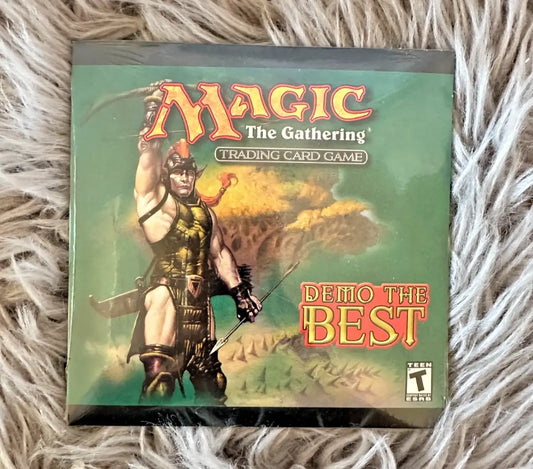 MAGIC
The Gathering®
TRADING CARD GAME
DEMO THE
BEST
TEEN
T
ESRB